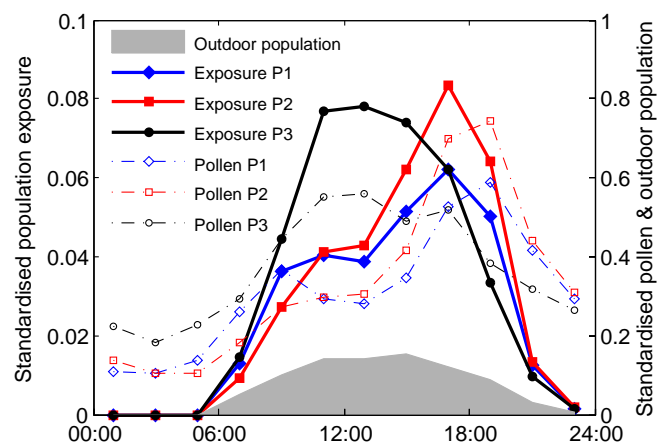 Standardised population exposure
0.1
0.08
0.06
0.04
0.02
0
Outdoor population
Exposure P1
Exposure P2
Exposure P3
Pollen P1
Pollen P2
Pollen P3
1
0.8
0.6
0.4
0.2
0
Standardised pollen & outdoor population
00:00 06:00 12:00 18:00 24:00